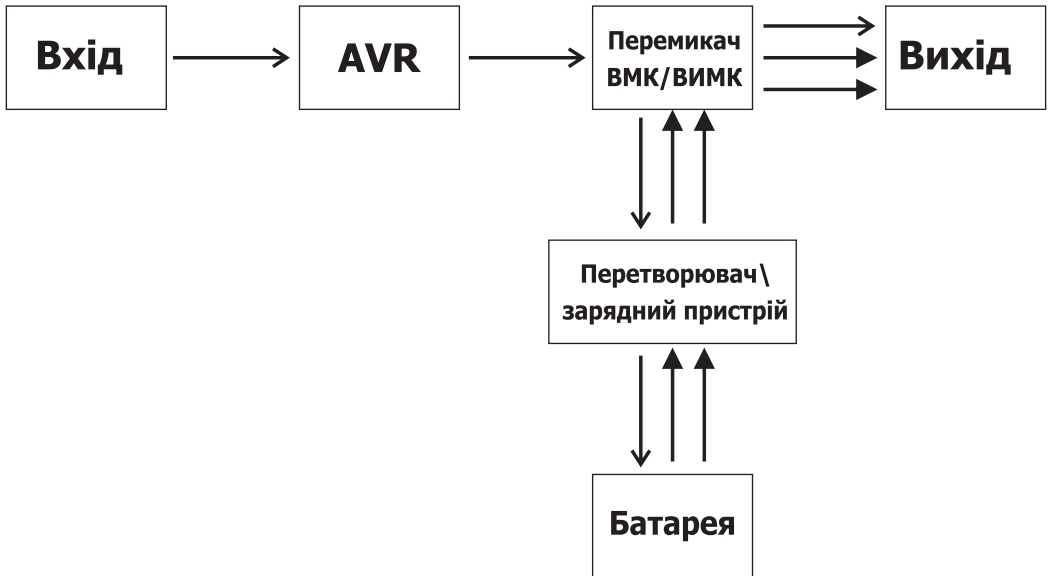 Вхід
AVR
Перемикач
ВМК/ВИМК
Вихід
Перетворювач\
зарядний пристрій
Батарея